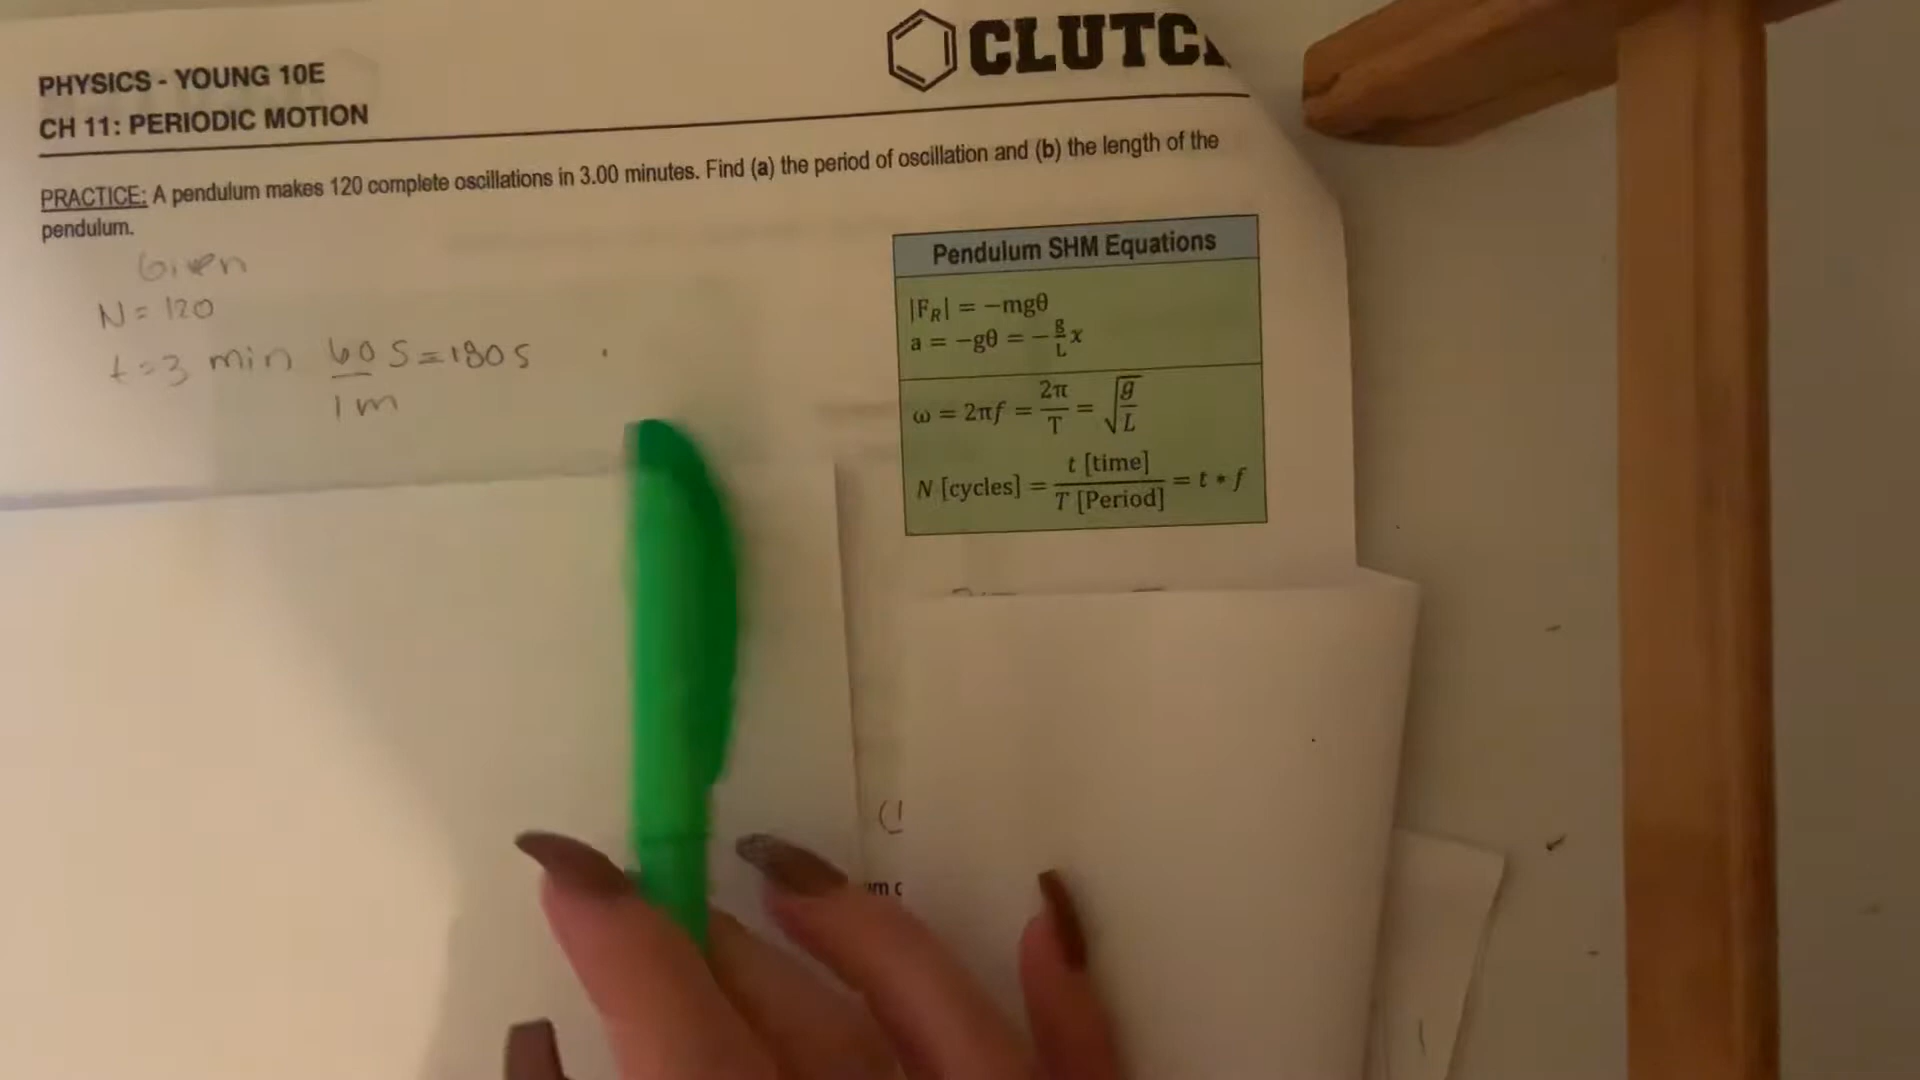 CLUTC
PHYSICS - YOUNG 10E
CH 11: PERIODIC MOTION
PRACTICE: A pendulum makes 120 complete oscillations in 3.00 minutes. Find (a) the period of oscillation and (b) the length of the
pendulum.
Given
N = 120
t = 3 min 60 S = 180 s
1 m
Pendulum SHM Equations
|F_R| = −mgθ
a = −gθ = −g/L x
ω = 2πf = 2π/T = √(g/L)
N [cycles] = t [time] / T [Period] = t * f